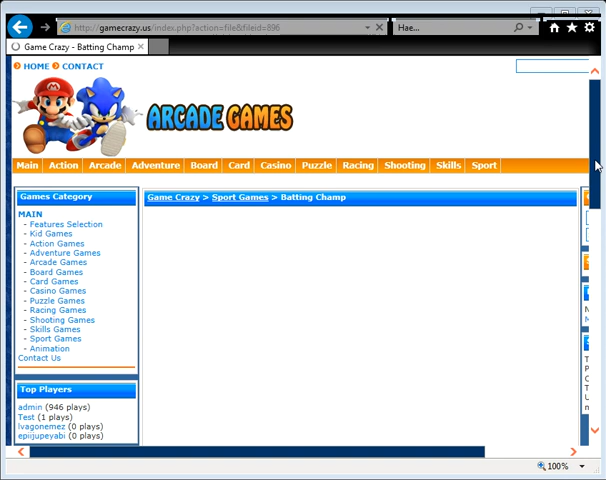 http://gamecrazy.us/index.php?action=file&fileid=896
Hae...
Game Crazy - Batting Champ
HOME CONTACT
ARCADE GAMES
Main Action Arcade Adventure Board Card Casino Puzzle Racing Shooting Skills Sport
Games Category
Game Crazy > Sport Games > Batting Champ
MAIN
- Features Selection
- Kid Games
- Action Games
- Adventure Games
- Arcade Games
- Board Games
- Card Games
- Casino Games
- Puzzle Games
- Racing Games
- Shooting Games
- Skills Games
- Sport Games
- Animation
Contact Us
Top Players
admin (946 plays)
Test (1 plays)
lvagonemez (0 plays)
epiijupeyabi (0 plays)
100%